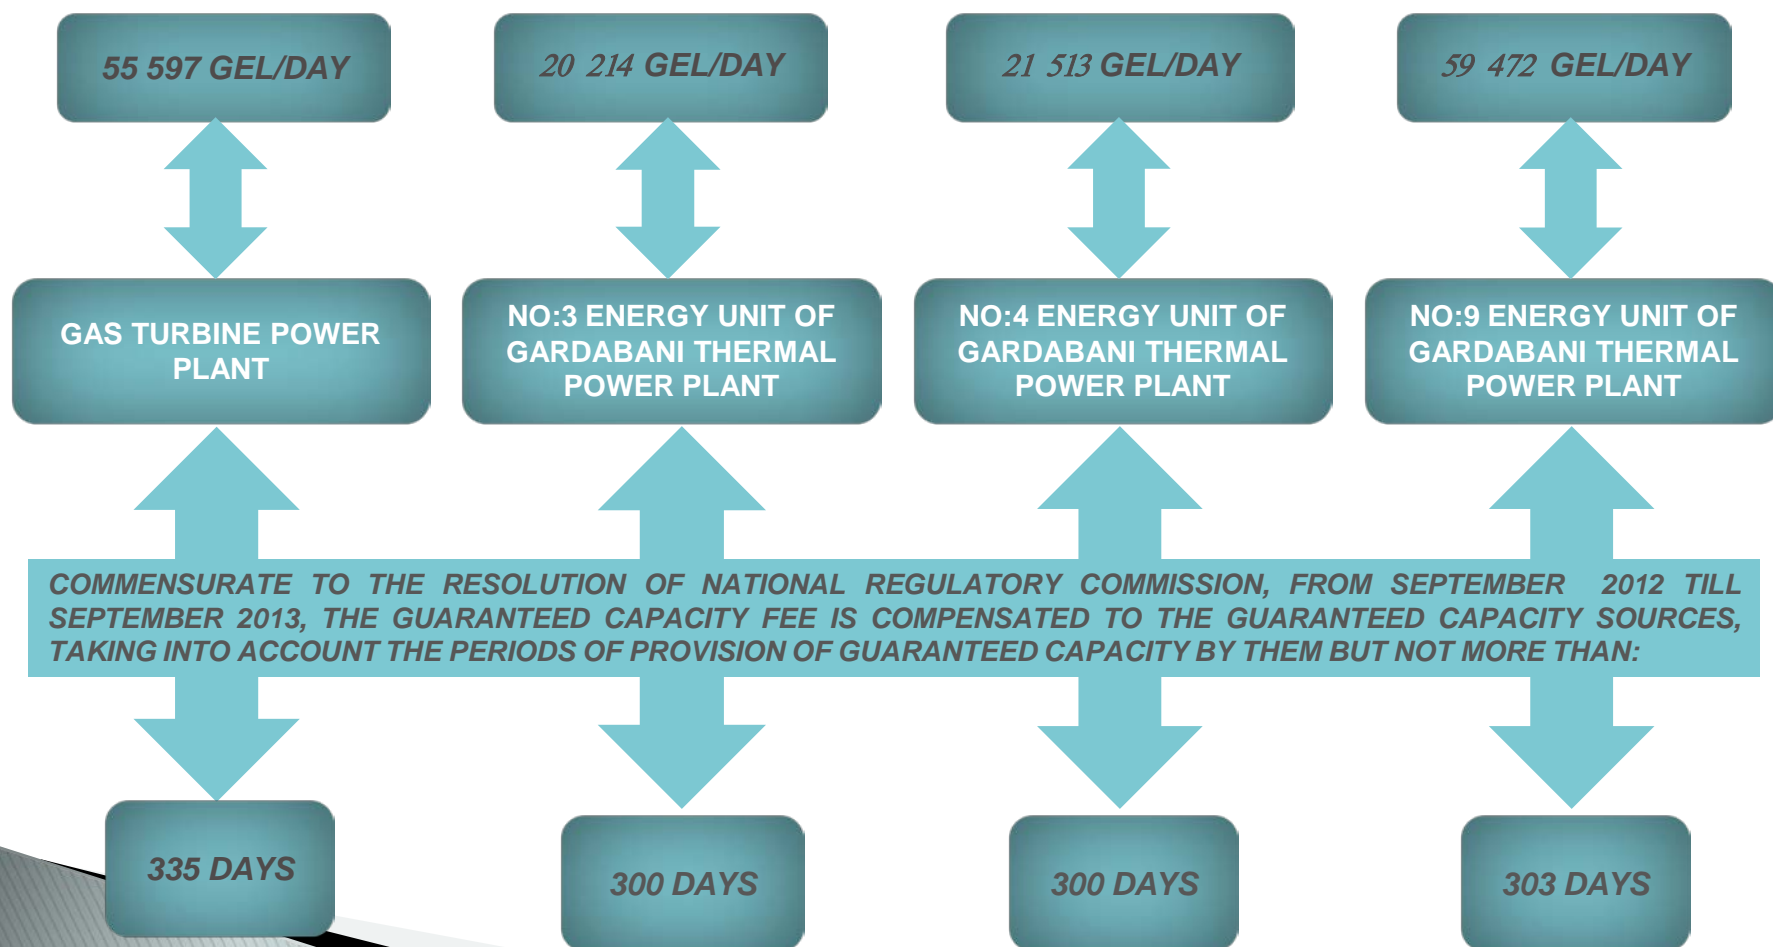 55 597 GEL/DAY
20 214 GEL/DAY
21 513 GEL/DAY
59 472 GEL/DAY
GAS TURBINE POWER
PLANT
NO:3 ENERGY UNIT OF
GARDABANI THERMAL
POWER PLANT
NO:4 ENERGY UNIT OF
GARDABANI THERMAL
POWER PLANT
NO:9 ENERGY UNIT OF
GARDABANI THERMAL
POWER PLANT
COMMENSURATE TO THE RESOLUTION OF NATIONAL REGULATORY COMMISSION, FROM SEPTEMBER 2012 TILL
SEPTEMBER 2013, THE GUARANTEED CAPACITY FEE IS COMPENSATED TO THE GUARANTEED CAPACITY SOURCES,
TAKING INTO ACCOUNT THE PERIODS OF PROVISION OF GUARANTEED CAPACITY BY THEM BUT NOT MORE THAN:
335 DAYS
300 DAYS
300 DAYS
303 DAYS